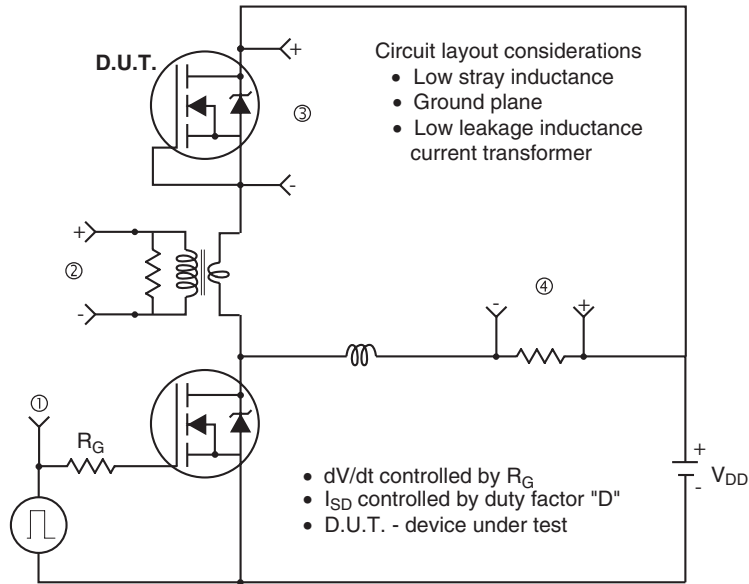 D.U.T.
+
③
-
Circuit layout considerations
• Low stray inductance
• Ground plane
• Low leakage inductance
current transformer
+
②
-
-
④
+
①
R_G
+
V_DD
-
• dV/dt controlled by R_G
• I_SD controlled by duty factor "D"
• D.U.T. - device under test